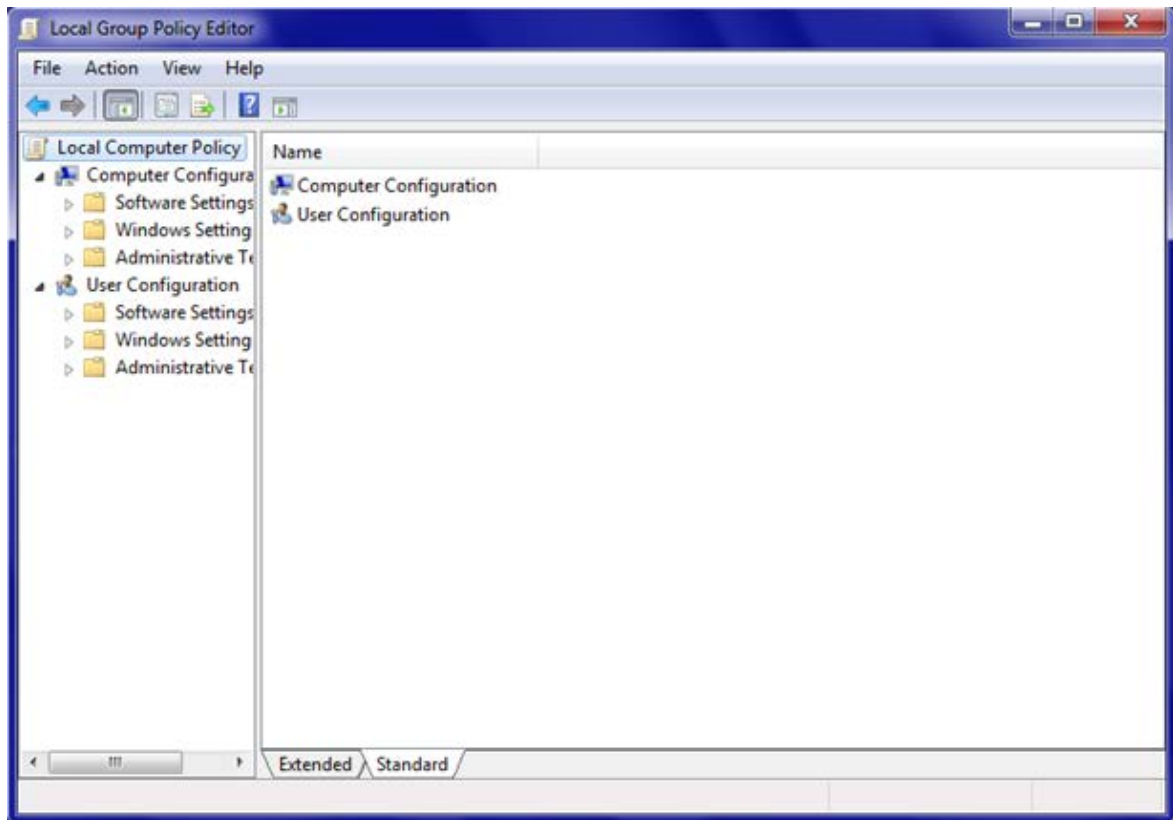 Local Group Policy Editor
File Action View Help
Local Computer Policy
Computer Configura
Software Settings
Windows Setting
Administrative Te
User Configuration
Software Settings
Windows Setting
Administrative Te
Name
Computer Configuration
User Configuration
Extended Standard